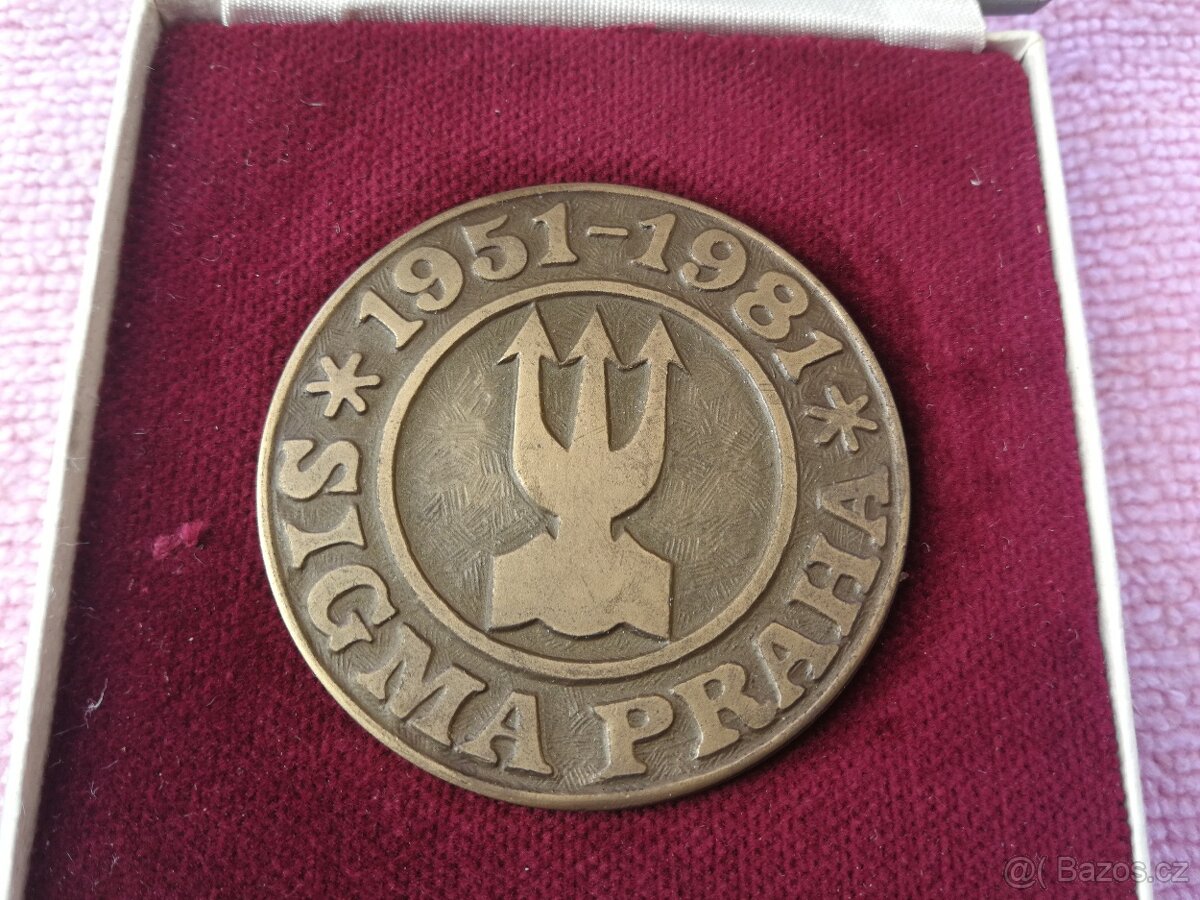 * 1951-1981 *
SIGMA PRAHA
@( Bazos.cz